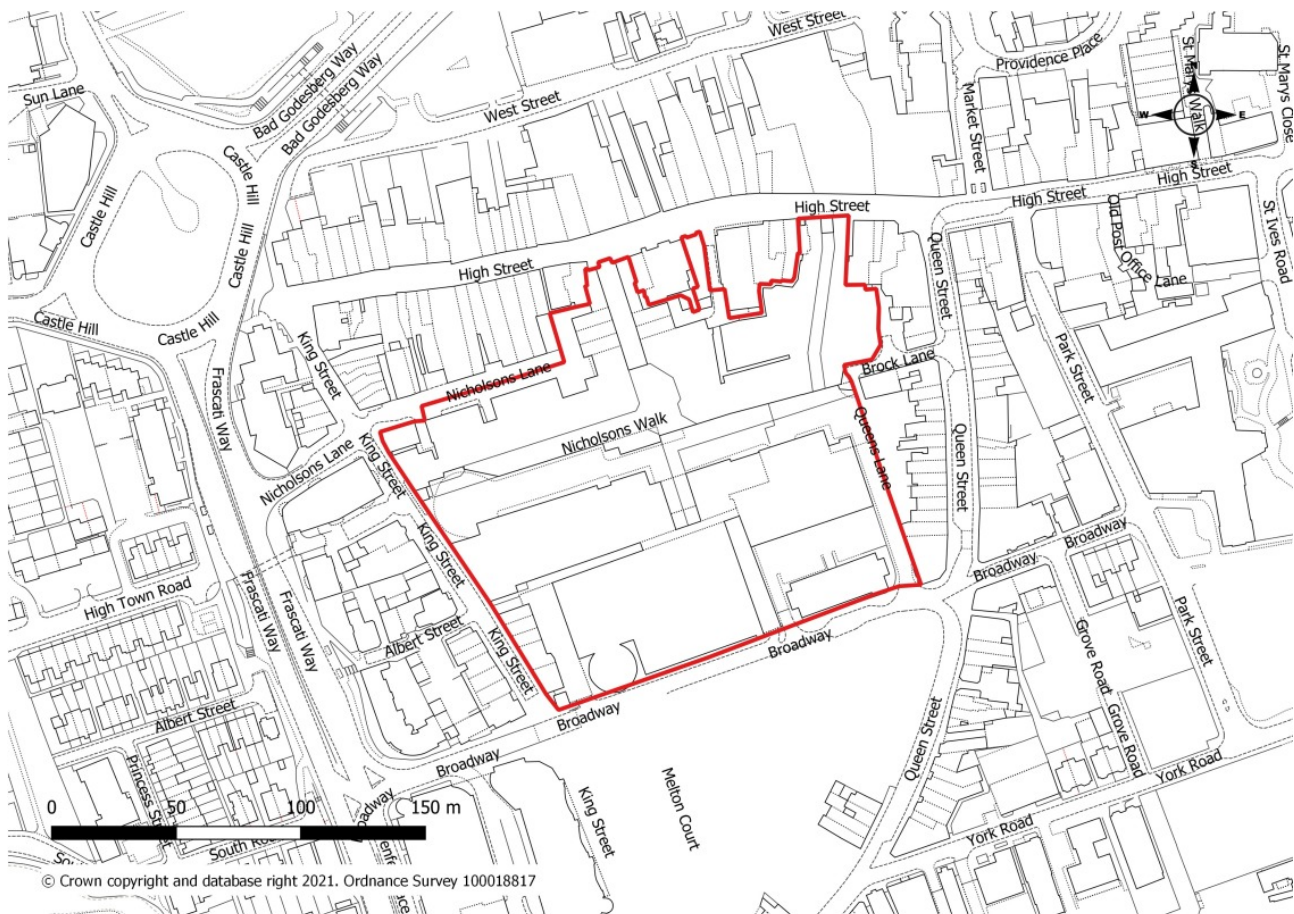 West Street
Providence Place
St Marys Walk
St Marys Close
N
W
E
S
Sun Lane
Bad Godesberg Way
Bad Godesberg Way
West Street
Market Street
Castle Hill
Castle Hill
Castle Hill
High Street
High Street
High Street
Old Post Office Lane
St Ives Road
Queen Street
High Street
Castle Hill
Castle Hill
King Street
Frascati Way
Nicholsons Lane
Brock Lane
Park Street
Nicholsons Walk
Queens Lane
Queen Street
King Street
Nicholsons Lane
King Street
Broadway
Broadway
High Town Road
Frascati Way
Frascati Way
Albert Street
King Street
Broadway
Grove Road
Park Street
Albert Street
Broadway
Grove Road
Queen Street
Broadway
York Road
Princess Street
King Street
Melton Court
0 50 100 150 m
York Road
© Crown copyright and database right 2021. Ordnance Survey 100018817